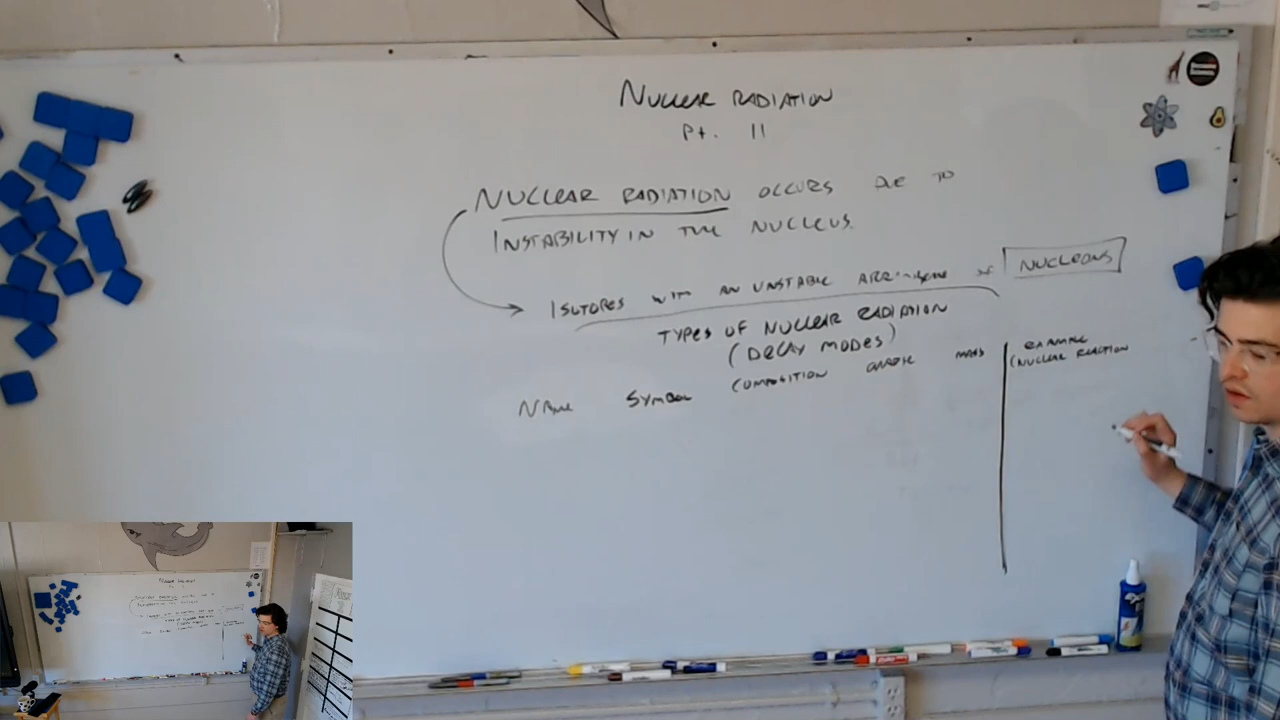 NUCLEAR RADIATION
Pt. II
NUCLEAR RADIATION OCCURS DUE TO
INSTABILITY IN THE NUCLEUS.
ISOTOPES WITH AN UNSTABLE OF NUCLEONS
TYPES OF NUCLEAR RADIATION
(DECAY MODES)
NAME SYMBOL COMPOSITION CHARGE MASS
EXAMPLE
(NUCLEAR REACTION